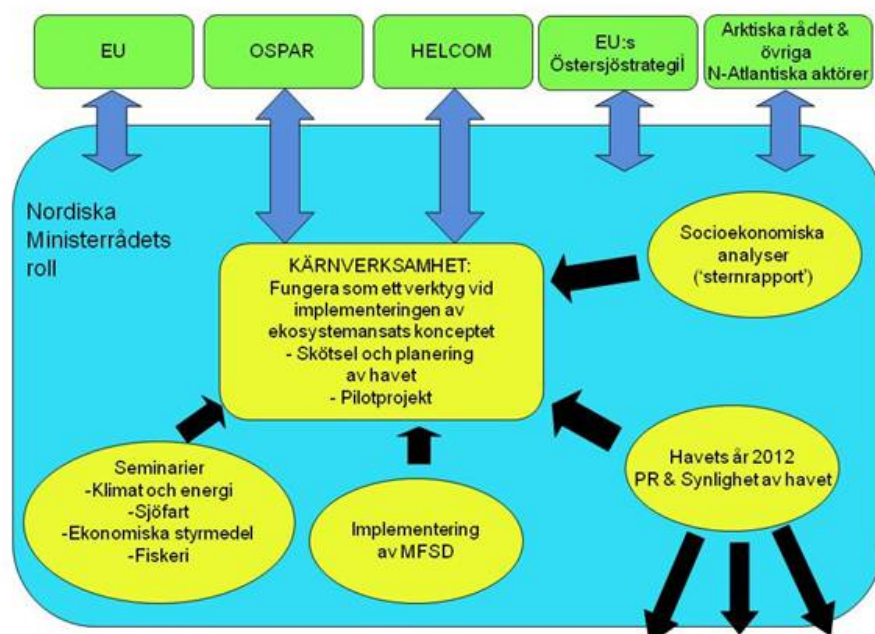 EU
OSPAR
HELCOM
EU:s
Östersjöstrategil
Arktiska rådet &
övriga
N-Atlantiska aktörer
Nordiska
Ministerrådets
roll
KÄRNVERKSAMHET:
Fungera som ett verktyg vid
implementeringen av
ekosystemansats konceptet
- Skötsel och planering
av havet
- Pilotprojekt
Socioekonomiska
analyser
('sternrapport')
Seminarier
-Klimat och energi
-Sjöfart
-Ekonomiska styrmedel
-Fiskeri
Implementering
av MFSD
Havets år 2012
PR & Synlighet av havet